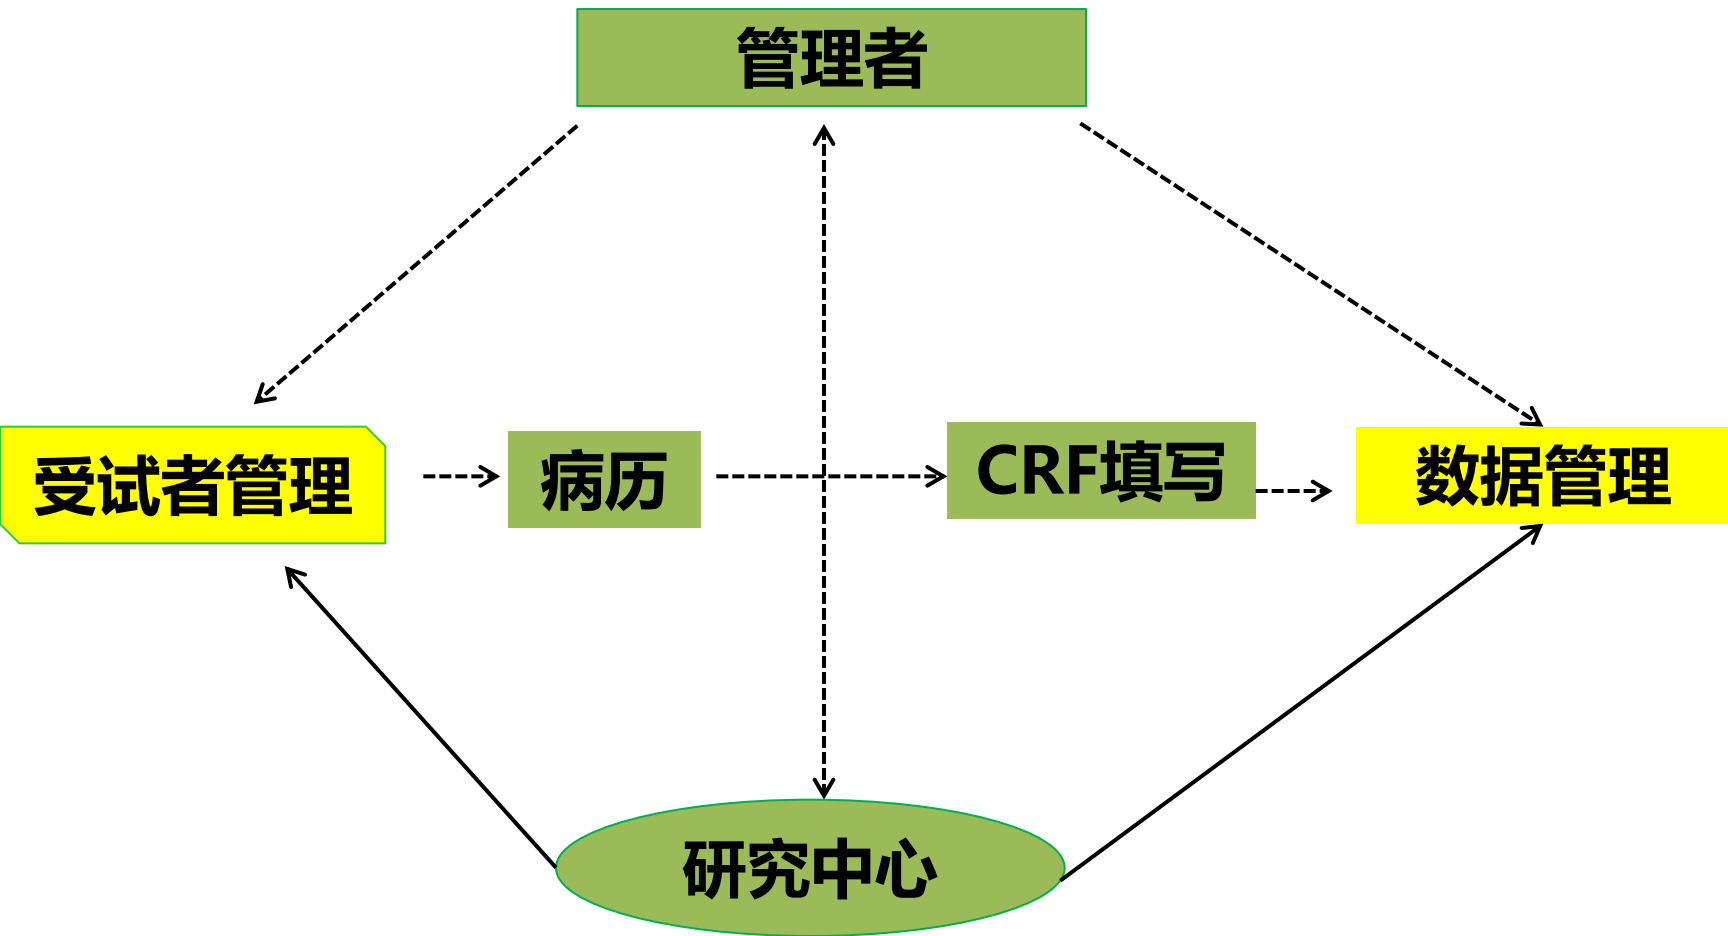 管理者
受试者管理
病历
CRF填写
数据管理
研究中心